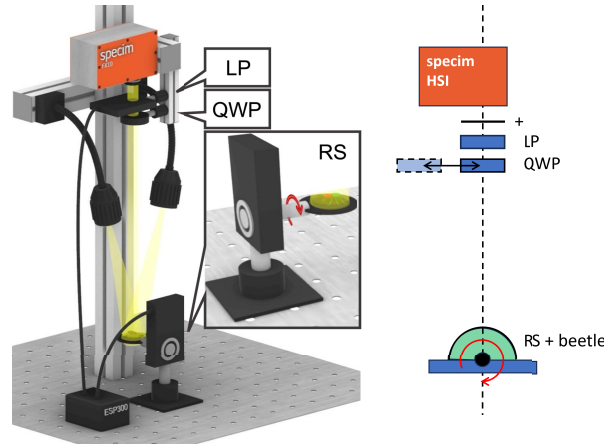 specim
LP
QWP
RS
ESP300
specim
HSI
+
LP
QWP
RS + beetle